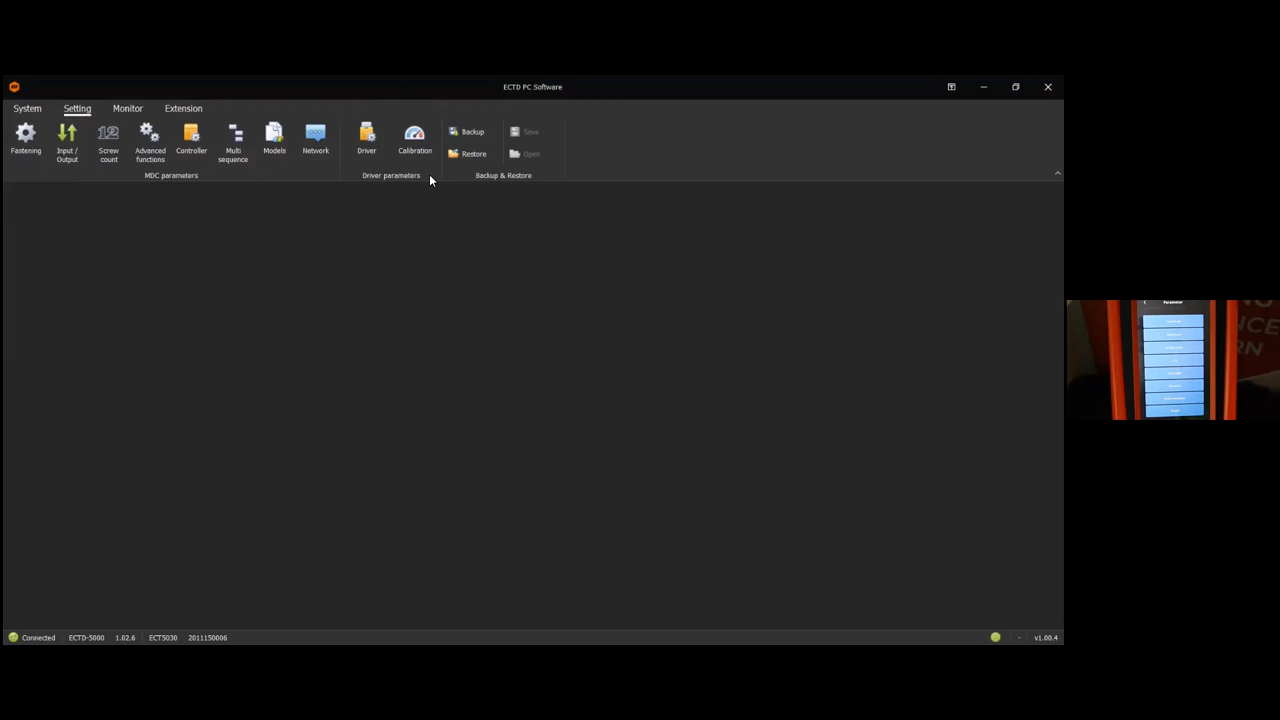 ECTD PC Software
System Setting Monitor Extension
Fastening
Input / Output
Screw count
Advanced functions
Controller
Multi sequence
Models
Network
Driver
Calibration
Backup
Restore
Save
Open
MDC parameters
Driver parameters
Backup & Restore
Parameter
Connected ECTD-5000 1.02.6 ECT5030 2011150006 - v1.00.4